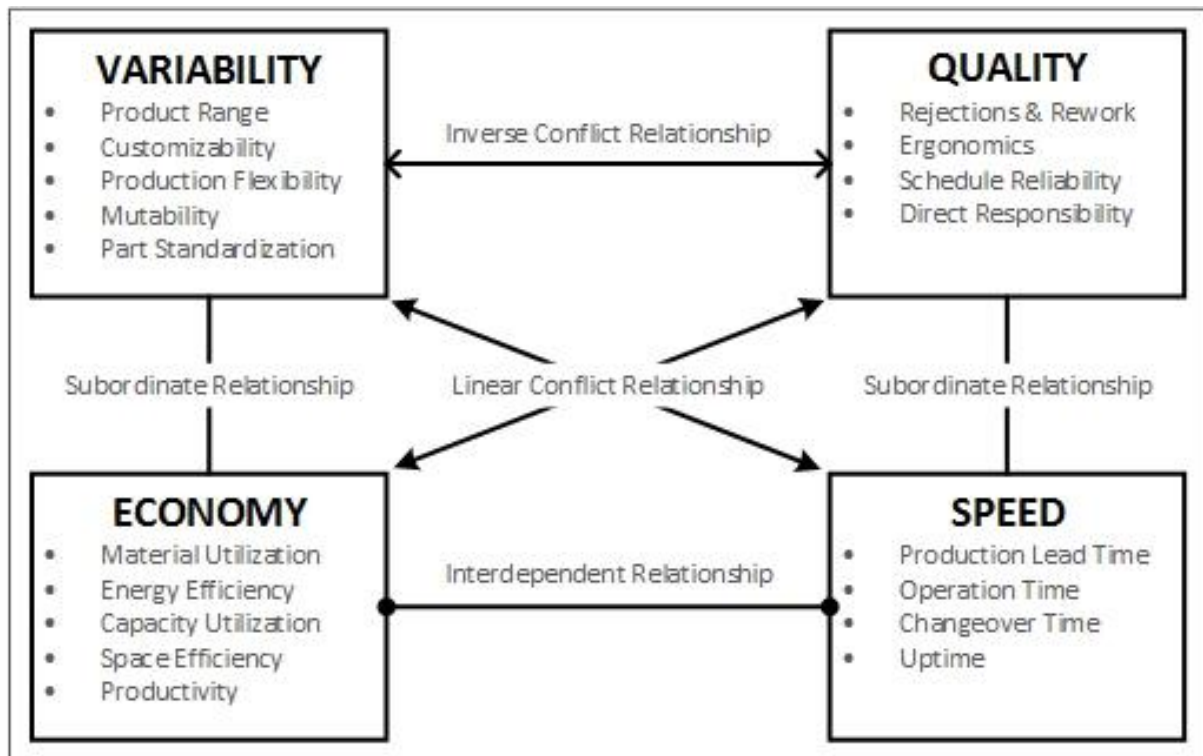 VARIABILITY
• Product Range
• Customizability
• Production Flexibility
• Mutability
• Part Standardization
Inverse Conflict Relationship
QUALITY
• Rejections & Rework
• Ergonomics
• Schedule Reliability
• Direct Responsibility
Subordinate Relationship
Linear Conflict Relationship
Subordinate Relationship
ECONOMY
• Material Utilization
• Energy Efficiency
• Capacity Utilization
• Space Efficiency
• Productivity
Interdependent Relationship
SPEED
• Production Lead Time
• Operation Time
• Changeover Time
• Uptime